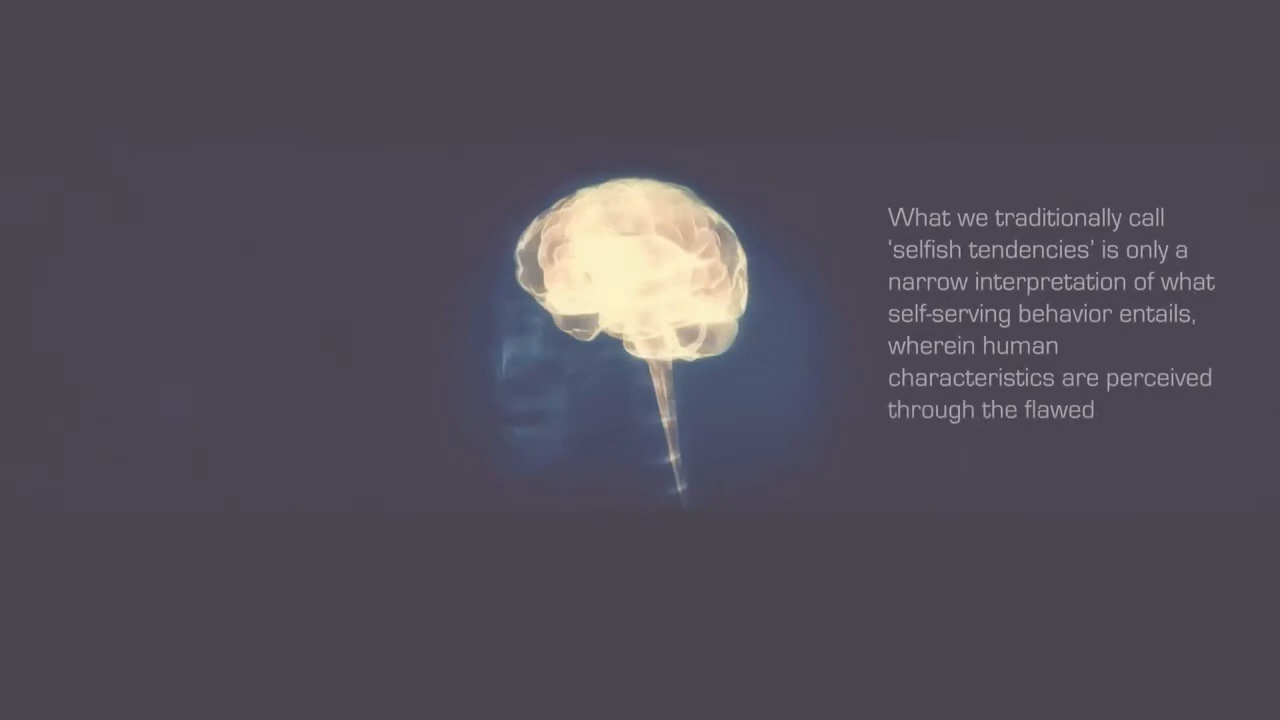 What we traditionally call
‘selfish tendencies’ is only a
narrow interpretation of what
self-serving behavior entails,
wherein human
characteristics are perceived
through the flawed